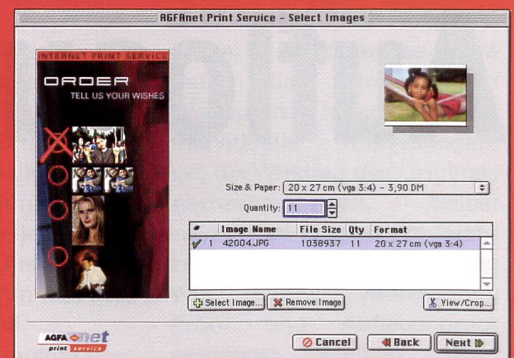 AGFAnet Print Service - Select Images
INTERNET PRINT SERVICE
ORDER
TELL US YOUR WISHES
Size & Paper: 20 x 27 cm (vga 3:4) - 3,90 DM
Quantity: 11
# Image Name File Size Qty Format
1 42004.JPG 1038937 11 20 x 27 cm (vga 3:4)
Select Image... Remove Image View/Crop...
AGFA net
print service
Cancel Back Next